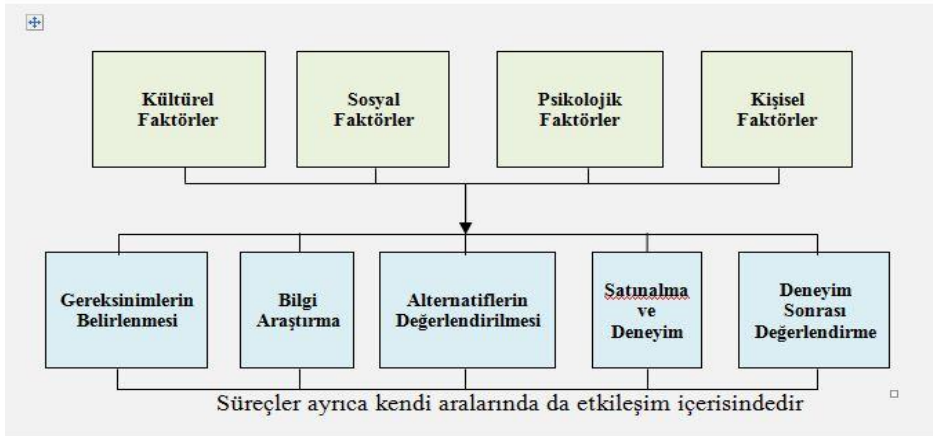 Kültürel
Faktörler
Sosyal
Faktörler
Psikolojik
Faktörler
Kişisel
Faktörler
Gereksinimlerin
Belirlenmesi
Bilgi
Araştırma
Alternatiflerin
Değerlendirilmesi
Satınalma
ve
Deneyim
Deneyim
Sonrası
Değerlendirme
Süreçler ayrıca kendi aralarında da etkileşim içerisindedir